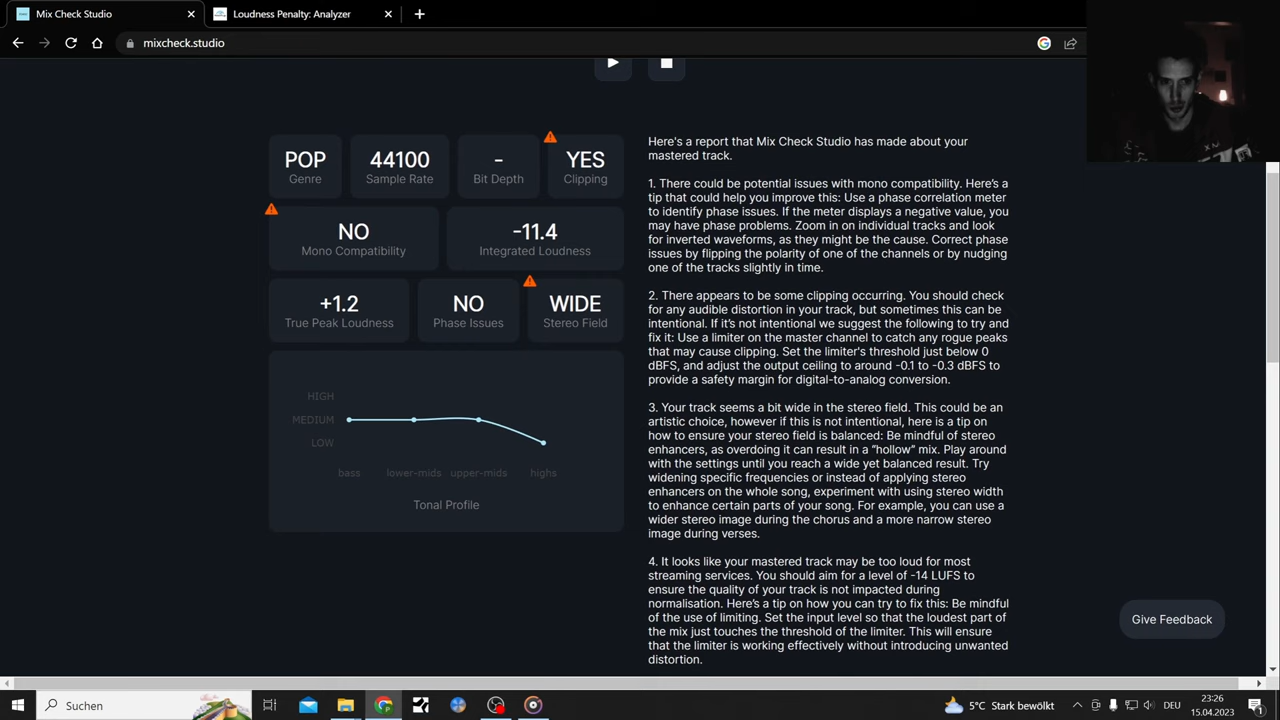 Mix Check Studio
Loudness Penalty: Analyzer
mixcheck.studio
POP
Genre
44100
Sample Rate
-
Bit Depth
YES
Clipping
NO
Mono Compatibility
-11.4
Integrated Loudness
+1.2
True Peak Loudness
NO
Phase Issues
WIDE
Stereo Field
HIGH
MEDIUM
LOW
bass
lower-mids
upper-mids
highs
Tonal Profile
Here's a report that Mix Check Studio has made about your
mastered track.
1. There could be potential issues with mono compatibility. Here's a
tip that could help you improve this: Use a phase correlation meter
to identify phase issues. If the meter displays a negative value, you
may have phase problems. Zoom in on individual tracks and look
for inverted waveforms, as they might be the cause. Correct phase
issues by flipping the polarity of one of the channels or by nudging
one of the tracks slightly in time.
2. There appears to be some clipping occurring. You should check
for any audible distortion in your track, but sometimes this can be
intentional. If it's not intentional we suggest the following to try and
fix it: Use a limiter on the master channel to catch any rogue peaks
that may cause clipping. Set the limiter's threshold just below 0
dBFS, and adjust the output ceiling to around -0.1 to -0.3 dBFS to
provide a safety margin for digital-to-analog conversion.
3. Your track seems a bit wide in the stereo field. This could be an
artistic choice, however if this is not intentional, here is a tip on
how to ensure your stereo field is balanced: Be mindful of stereo
enhancers, as overdoing it can result in a “hollow” mix. Play around
with the settings until you reach a wide yet balanced result. Try
widening specific frequencies or instead of applying stereo
enhancers on the whole song, experiment with using stereo width
to enhance certain parts of your song. For example, you can use a
wider stereo image during the chorus and a more narrow stereo
image during verses.
4. It looks like your mastered track may be too loud for most
streaming services. You should aim for a level of -14 LUFS to
ensure the quality of your track is not impacted during
normalisation. Here's a tip on how you can try to fix this: Be mindful
of the use of limiting. Set the input level so that the loudest part of
the mix just touches the threshold of the limiter. This will ensure
that the limiter is working effectively without introducing unwanted
distortion.
Give Feedback
Suchen
5°C Stark bewölkt
DEU
23:26
15.04.2023